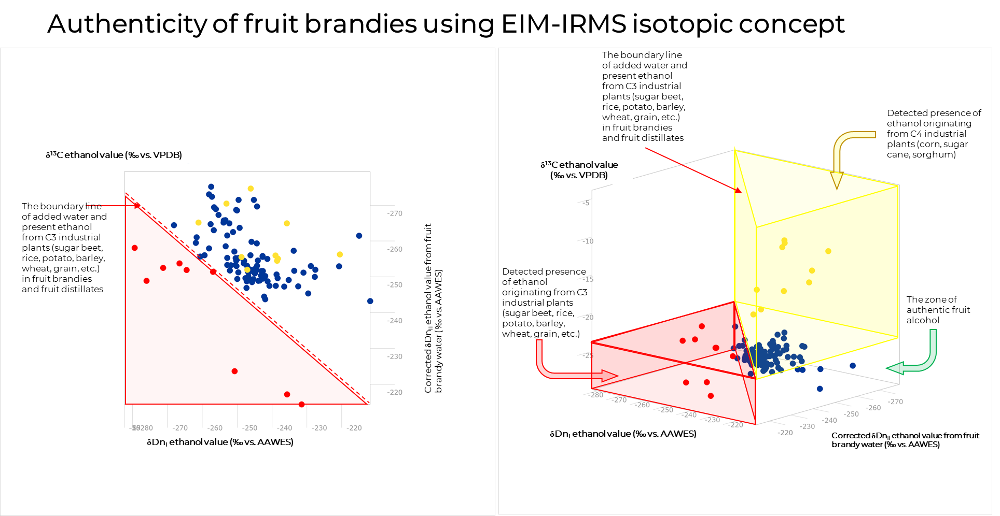 Authenticity of fruit brandies using EIM-IRMS isotopic concept
δ¹³C ethanol value (‰ vs. VPDB)
The boundary line
of added water and
present ethanol
from C3 industrial
plants (sugar beet,
rice, potato, barley,
wheat, grain, etc.)
in fruit brandies
and fruit distillates
-270
-260
-250
-240
-230
-220
Corrected δDnII ethanol value from fruit
brandy water (‰ vs. AAWES)
-280
-270
-260
-250
-240
-230
-220
δDnI ethanol value (‰ vs. AAWES)
The boundary line
of added water and
present ethanol
from C3 industrial
plants (sugar beet,
rice, potato, barley,
wheat, grain, etc.)
in fruit brandies
and fruit distillates
Detected presence of
ethanol originating
from C4 industrial
plants (corn, sugar
cane, sorghum)
δ¹³C ethanol value
(‰ vs. VPDB)
-5
-10
-15
-20
-25
Detected presence
of ethanol
originating from C3
industrial plants
(sugar beet, rice,
potato, barley,
wheat, grain, etc.)
The zone of
authentic fruit
alcohol
-280
-270
-260
-250
-240
-230
-220
-220
-230
-240
-250
-260
-270
δDnI ethanol value (‰ vs. AAWES)
Corrected δDnII ethanol value from fruit
brandy water (‰ vs. AAWES)